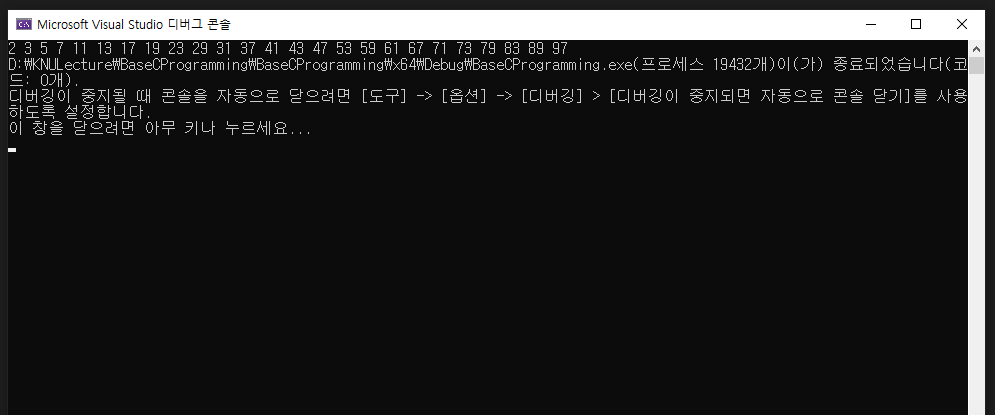 Microsoft Visual Studio 디버그 콘솔
2 3 5 7 11 13 17 19 23 29 31 37 41 43 47 53 59 61 67 71 73 79 83 89 97
D:₩KNULecture₩BaseCProgramming₩BaseCProgramming₩x64₩Debug₩BaseCProgramming.exe(프로세스 19432개)이(가) 종료되었습니다(코
드: 0개).
디버깅이 중지될 때 콘솔을 자동으로 닫으려면 [도구] -> [옵션] -> [디버깅] > [디버깅이 중지되면 자동으로 콘솔 닫기]를 사용
하도록 설정합니다.
이 창을 닫으려면 아무 키나 누르세요...